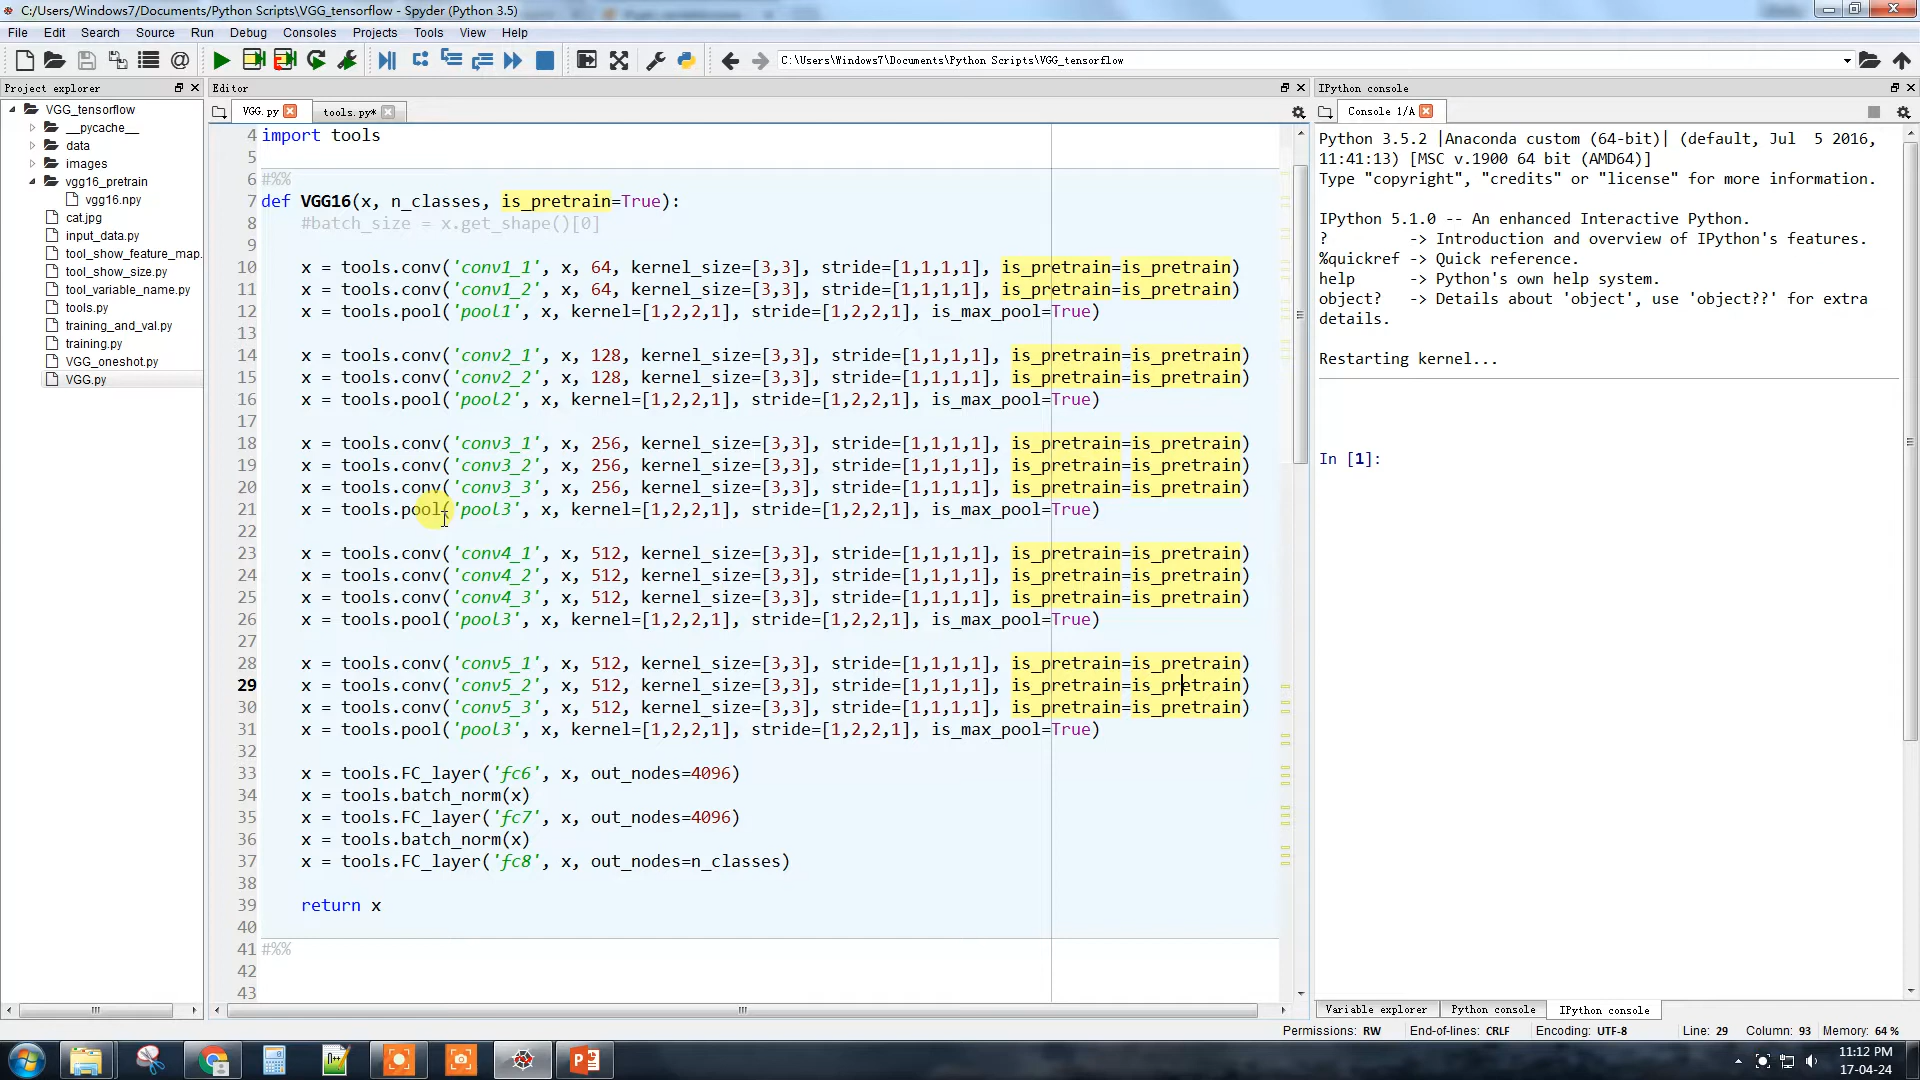 C:/Users/Windows7/Documents/Python Scripts\VGG_tensorflow - Spyder (Python 3.5)
File Edit Search Source Run Debug Consoles Projects Tools View Help
C:\Users\Windows7\Documents\Python Scripts\VGG_tensorflow
Project explorer
VGG_tensorflow
__pycache__
data
images
vgg16_pretrain
vgg16.npy
cat.jpg
input_data.py
tool_show_feature_map.
tool_show_size.py
tool_variable_name.py
tools.py
training_and_val.py
training.py
VGG_oneshot.py
VGG.py
Editor
VGG.py tools.py*
4 import tools
5
6 #%%
7 def VGG16(x, n_classes, is_pretrain=True):
8 #batch_size = x.get_shape()[0]
9
10 x = tools.conv('conv1_1', x, 64, kernel_size=[3,3], stride=[1,1,1,1], is_pretrain=is_pretrain)
11 x = tools.conv('conv1_2', x, 64, kernel_size=[3,3], stride=[1,1,1,1], is_pretrain=is_pretrain)
12 x = tools.pool('pool1', x, kernel=[1,2,2,1], stride=[1,2,2,1], is_max_pool=True)
13
14 x = tools.conv('conv2_1', x, 128, kernel_size=[3,3], stride=[1,1,1,1], is_pretrain=is_pretrain)
15 x = tools.conv('conv2_2', x, 128, kernel_size=[3,3], stride=[1,1,1,1], is_pretrain=is_pretrain)
16 x = tools.pool('pool2', x, kernel=[1,2,2,1], stride=[1,2,2,1], is_max_pool=True)
17
18 x = tools.conv('conv3_1', x, 256, kernel_size=[3,3], stride=[1,1,1,1], is_pretrain=is_pretrain)
19 x = tools.conv('conv3_2', x, 256, kernel_size=[3,3], stride=[1,1,1,1], is_pretrain=is_pretrain)
20 x = tools.conv('conv3_3', x, 256, kernel_size=[3,3], stride=[1,1,1,1], is_pretrain=is_pretrain)
21 x = tools.pool('pool3', x, kernel=[1,2,2,1], stride=[1,2,2,1], is_max_pool=True)
22
23 x = tools.conv('conv4_1', x, 512, kernel_size=[3,3], stride=[1,1,1,1], is_pretrain=is_pretrain)
24 x = tools.conv('conv4_2', x, 512, kernel_size=[3,3], stride=[1,1,1,1], is_pretrain=is_pretrain)
25 x = tools.conv('conv4_3', x, 512, kernel_size=[3,3], stride=[1,1,1,1], is_pretrain=is_pretrain)
26 x = tools.pool('pool3', x, kernel=[1,2,2,1], stride=[1,2,2,1], is_max_pool=True)
27
28 x = tools.conv('conv5_1', x, 512, kernel_size=[3,3], stride=[1,1,1,1], is_pretrain=is_pretrain)
29 x = tools.conv('conv5_2', x, 512, kernel_size=[3,3], stride=[1,1,1,1], is_pretrain=is_pretrain)
30 x = tools.conv('conv5_3', x, 512, kernel_size=[3,3], stride=[1,1,1,1], is_pretrain=is_pretrain)
31 x = tools.pool('pool3', x, kernel=[1,2,2,1], stride=[1,2,2,1], is_max_pool=True)
32
33 x = tools.FC_layer('fc6', x, out_nodes=4096)
34 x = tools.batch_norm(x)
35 x = tools.FC_layer('fc7', x, out_nodes=4096)
36 x = tools.batch_norm(x)
37 x = tools.FC_layer('fc8', x, out_nodes=n_classes)
38
39 return x
40
41 #%%
42
43
IPython console
Console 1/A
Python 3.5.2 |Anaconda custom (64-bit)| (default, Jul 5 2016,
11:41:13) [MSC v.1900 64 bit (AMD64)]
Type "copyright", "credits" or "license" for more information.
IPython 5.1.0 -- An enhanced Interactive Python.
? -> Introduction and overview of IPython's features.
%quickref -> Quick reference.
help -> Python's own help system.
object? -> Details about 'object', use 'object??' for extra
details.
Restarting kernel...
In [1]:
Variable explorer Python console IPython console
Permissions: RW End-of-lines: CRLF Encoding: UTF-8 Line: 29 Column: 93 Memory: 64 %
11:12 PM
17-04-24